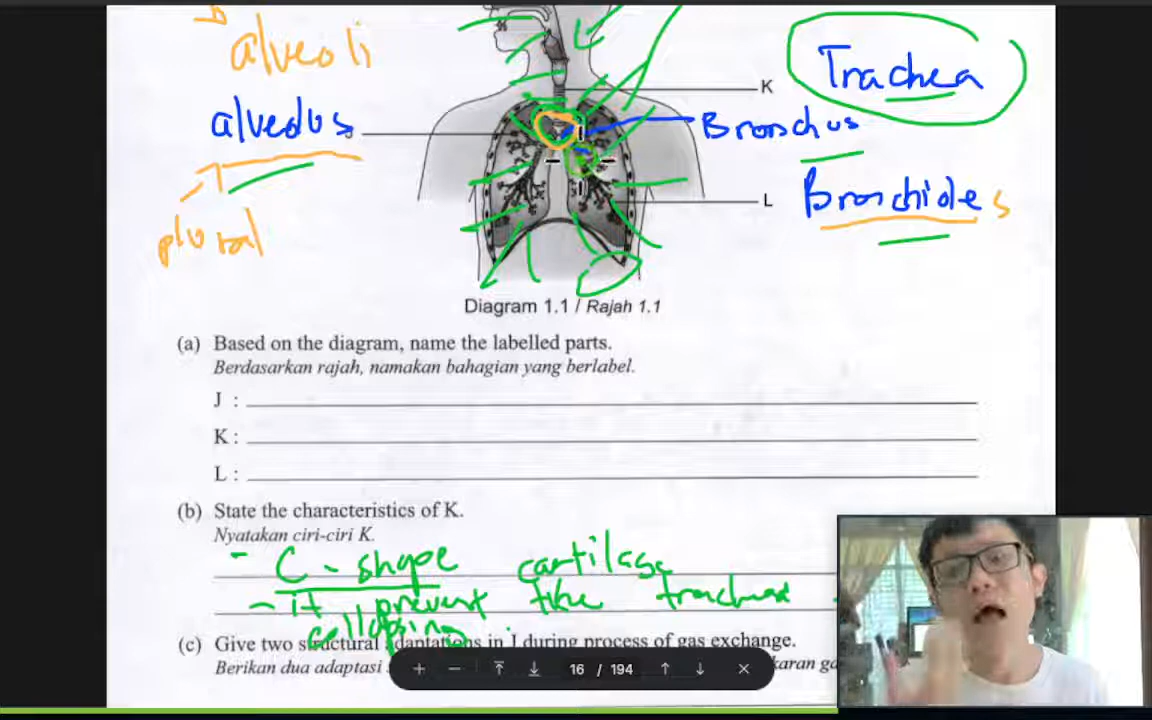 alveoli
alveolus
plural
K
Trachea
Bronchus
L
Bronchioles
Diagram 1.1 / Rajah 1.1
(a) Based on the diagram, name the labelled parts.
Berdasarkan rajah, namakan bahagian yang berlabel.
J :
K :
L :
(b) State the characteristics of K.
Nyatakan ciri-ciri K.
- C - shape cartilage
- it prevent the trachea
collapsing
(c) Give two structural adaptations in J during process of gas exchange.
Berikan dua adaptasi
16 / 194